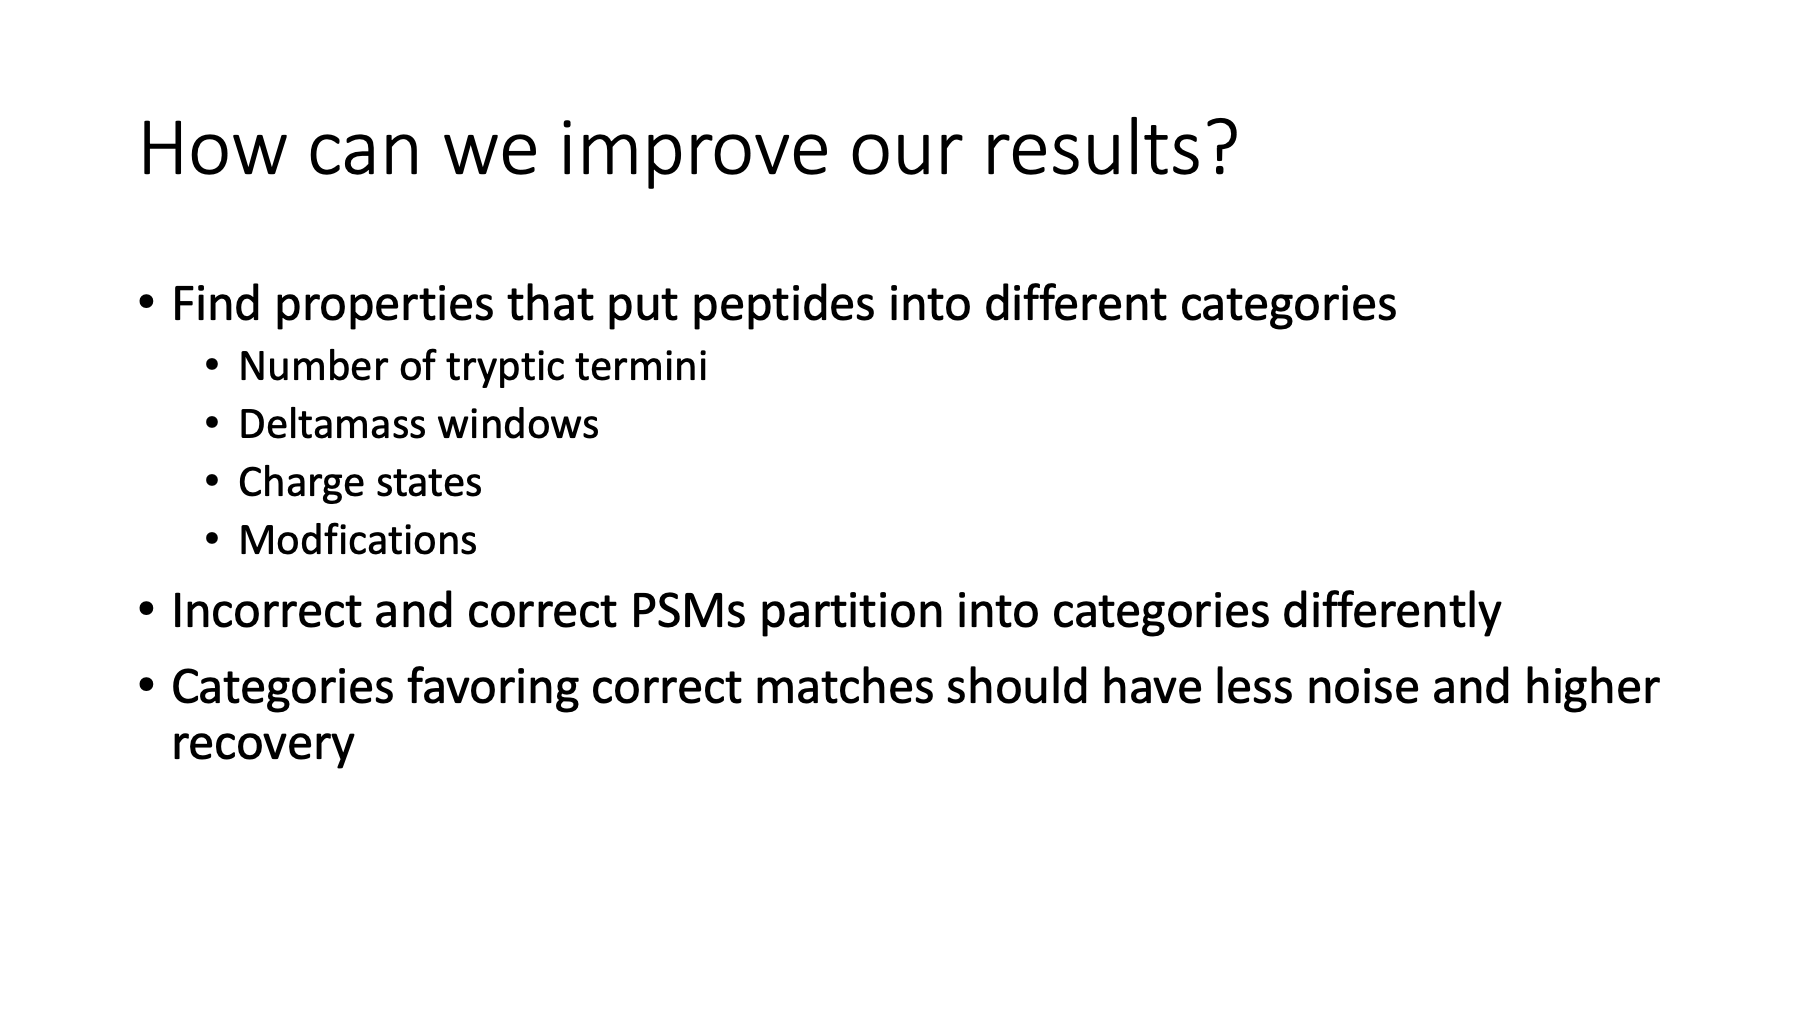 How can we improve our results?
• Find properties that put peptides into different categories
• Number of tryptic termini
• Deltamass windows
• Charge states
• Modfications
• Incorrect and correct PSMs partition into categories differently
• Categories favoring correct matches should have less noise and higher
recovery